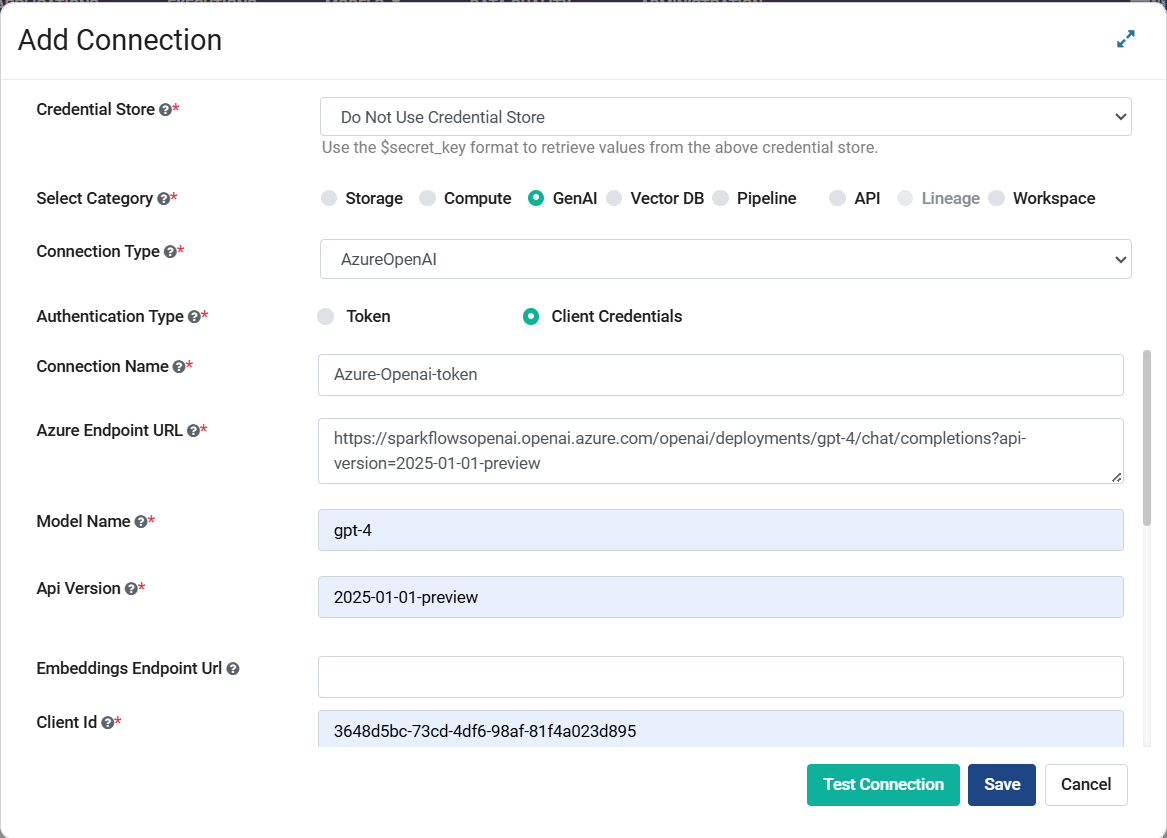 Add Connection
Credential Store *
Do Not Use Credential Store
Use the $secret_key format to retrieve values from the above credential store.
Select Category * Storage Compute GenAI Vector DB Pipeline API Lineage Workspace
Connection Type *
AzureOpenAI
Authentication Type * Token Client Credentials
Connection Name *
Azure-Openai-token
Azure Endpoint URL *
https://sparkflowsopenai.openai.azure.com/openai/deployments/gpt-4/chat/completions?api-
version=2025-01-01-preview
Model Name *
gpt-4
Api Version *
2025-01-01-preview
Embeddings Endpoint Url
Client Id *
3648d5bc-73cd-4df6-98af-81f4a023d895
Test Connection Save Cancel